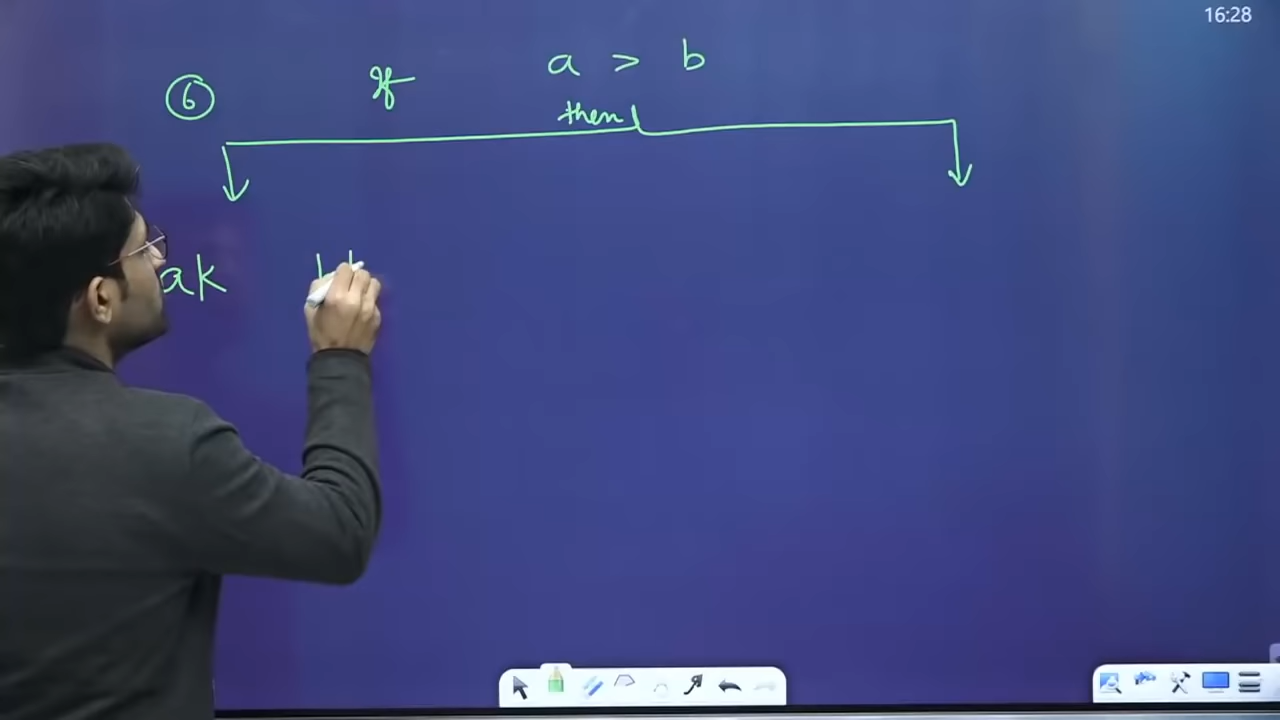 16:28
⑥ If a > b
then
ak